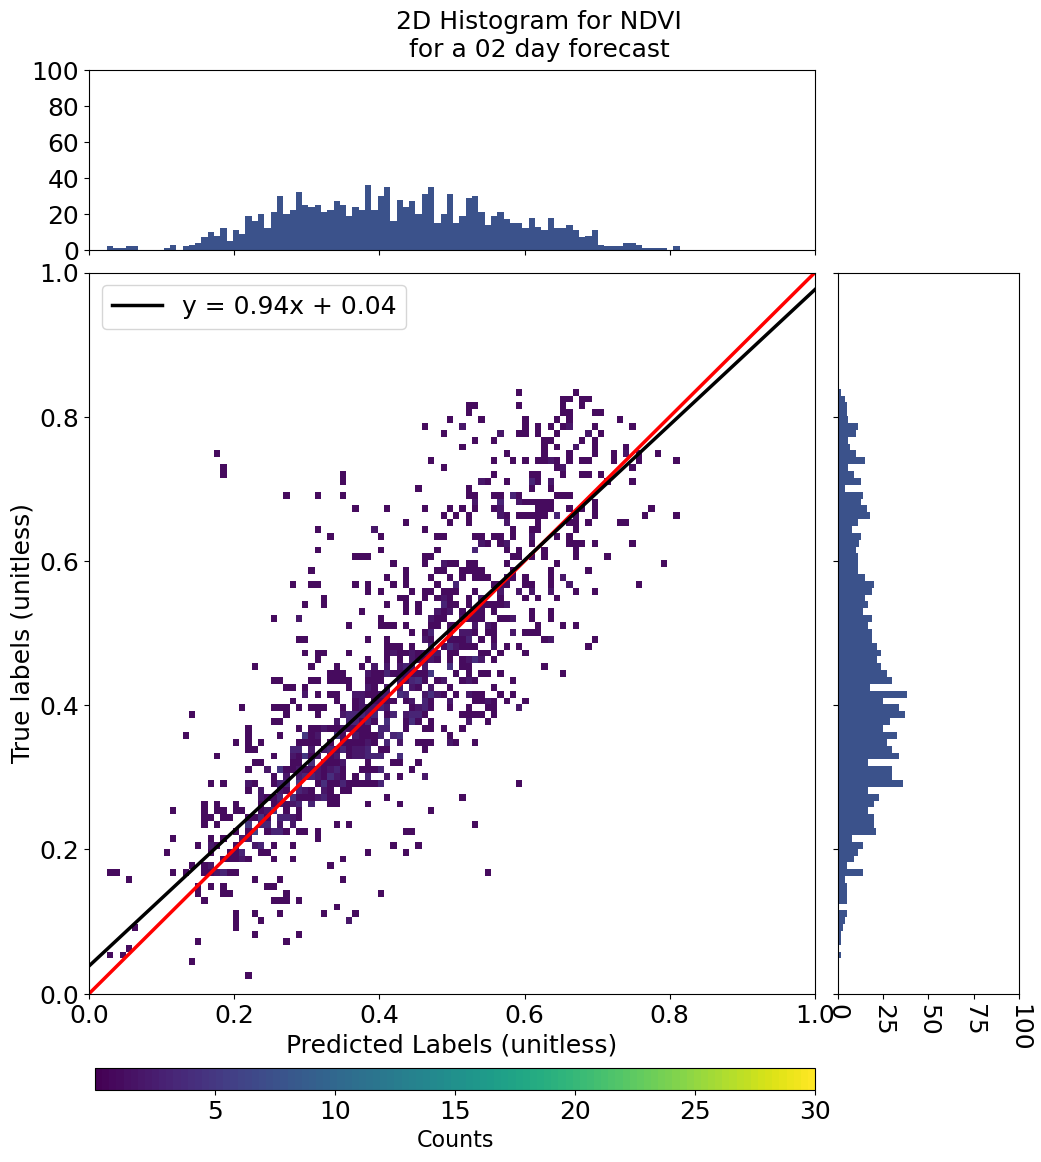 2D Histogram for NDVI
for a 02 day forecast
100
80
60
40
20
0
1.0
0.8
0.6
0.4
0.2
0.0
True labels (unitless)
y = 0.94x + 0.04
0.0 0.2 0.4 0.6 0.8 1.0
Predicted Labels (unitless)
0 25 50 75 100
5 10 15 20 25 30
Counts